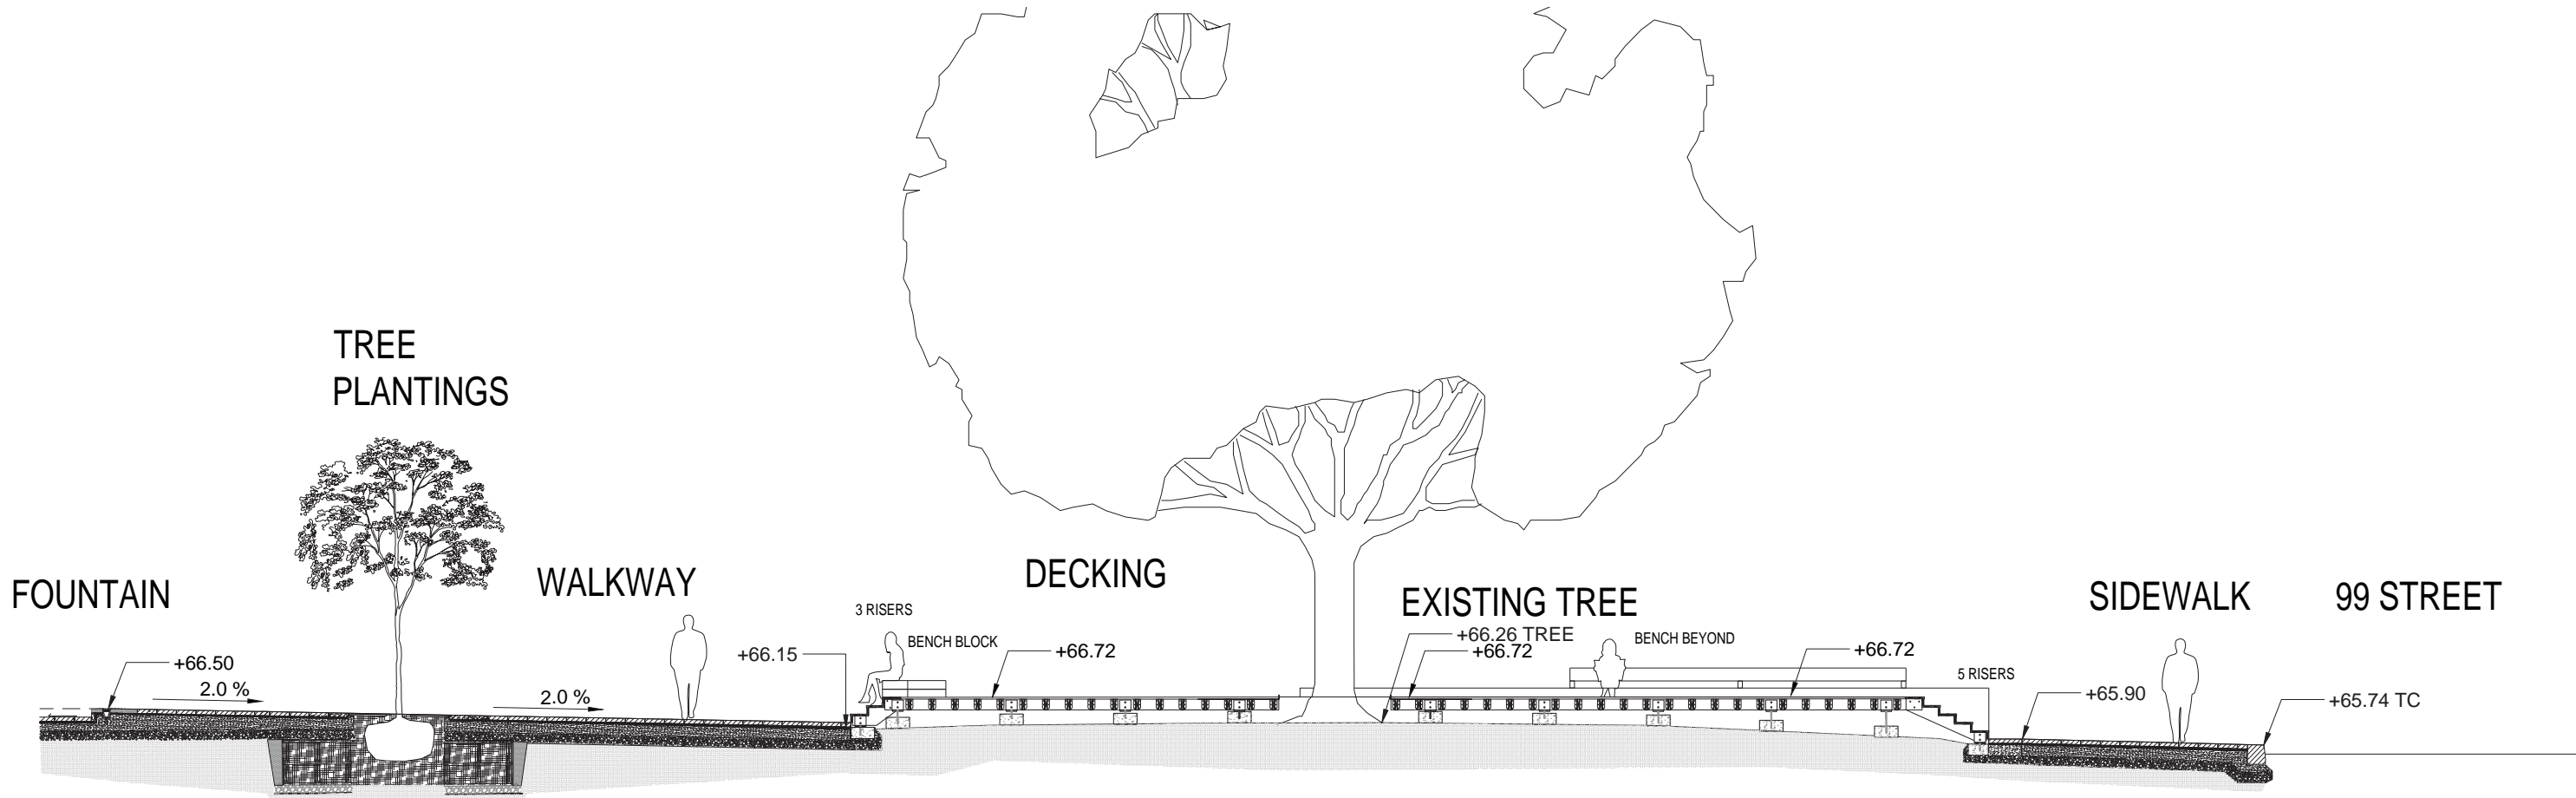 TREE
PLANTINGS
FOUNTAIN
WALKWAY
DECKING
EXISTING TREE
SIDEWALK
99 STREET
3 RISERS
BENCH BLOCK
+66.26 TREE
BENCH BEYOND
+66.50
2.0 %
2.0 %
+66.15
+66.72
+66.72
+66.72
5 RISERS
+65.90
+65.74 TC